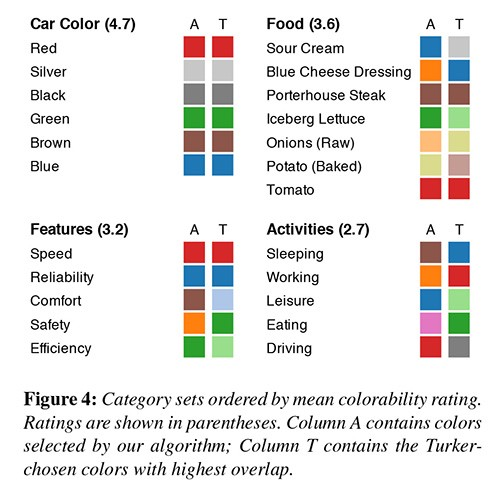 Car Color (4.7) A T
Red
Silver
Black
Green
Brown
Blue
Food (3.6) A T
Sour Cream
Blue Cheese Dressing
Porterhouse Steak
Iceberg Lettuce
Onions (Raw)
Potato (Baked)
Tomato
Features (3.2) A T
Speed
Reliability
Comfort
Safety
Efficiency
Activities (2.7) A T
Sleeping
Working
Leisure
Eating
Driving
Figure 4: Category sets ordered by mean colorability rating.
Ratings are shown in parentheses. Column A contains colors
selected by our algorithm; Column T contains the Turker-
chosen colors with highest overlap.